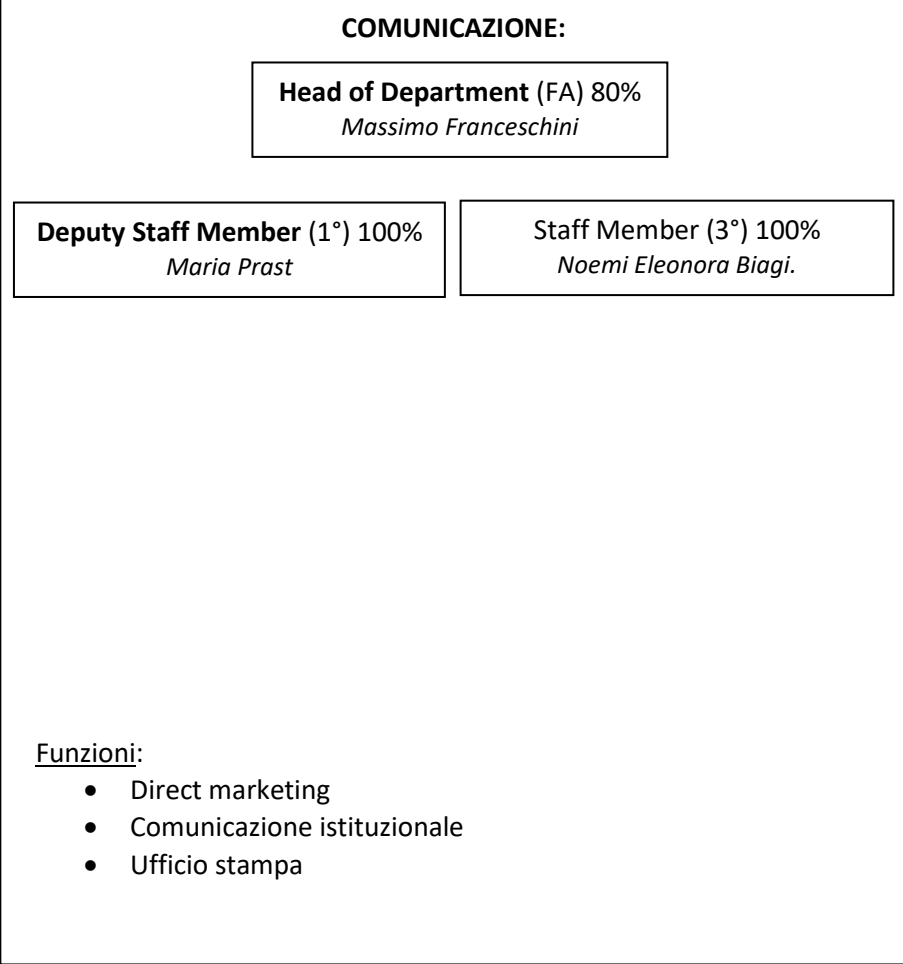 COMUNICAZIONE:
Head of Department (FA) 80%
Massimo Franceschini
Deputy Staff Member (1°) 100%
Maria Prast
Staff Member (3°) 100%
Noemi Eleonora Biagi.
Funzioni:
• Direct marketing
• Comunicazione istituzionale
• Ufficio stampa